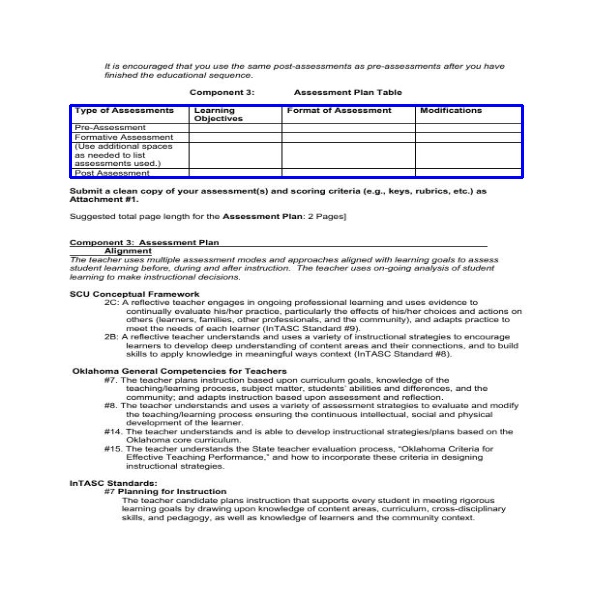 It is encouraged that you use the same post-assessments as pre-assessments after you have
finished the educational sequence.
Component 3: Assessment Plan Table
Type of Assessments Learning Objectives Format of Assessment Modifications
Pre-Assessment
Formative Assessment
(Use additional spaces
as needed to list
assessments used.)
Post Assessment
Submit a clean copy of your assessment(s) and scoring criteria (e.g., keys, rubrics, etc.) as
Attachment #1.
Suggested total page length for the Assessment Plan: 2 Pages]
Component 3: Assessment Plan
Alignment
The teacher uses multiple assessment modes and approaches aligned with learning goals to assess
student learning before, during and after instruction. The teacher uses on-going analysis of student
learning to make instructional decisions.
SCU Conceptual Framework
2C: A reflective teacher engages in ongoing professional learning and uses evidence to
continually evaluate his/her practice, particularly the effects of his/her choices and actions on
others (learners, families, other professionals, and the community), and adapts practice to
meet the needs of each learner (InTASC Standard #9).
2B: A reflective teacher understands and uses a variety of instructional strategies to encourage
learners to develop deep understanding of content areas and their connections, and to build
skills to apply knowledge in meaningful ways context (InTASC Standard #8).
Oklahoma General Competencies for Teachers
#7. The teacher plans instruction based upon curriculum goals, knowledge of the
teaching/learning process, subject matter, students' abilities and differences, and the
community; and adapts instruction based upon assessment and reflection.
#8. The teacher understands and uses a variety of assessment strategies to evaluate and modify
the teaching/learning process ensuring the continuous intellectual, social and physical
development of the learner.
#14. The teacher understands and is able to develop instructional strategies/plans based on the
Oklahoma core curriculum.
#15. The teacher understands the State teacher evaluation process, "Oklahoma Criteria for
Effective Teaching Performance," and how to incorporate these criteria in designing
instructional strategies.
InTASC Standards:
#7 Planning for Instruction
The teacher candidate plans instruction that supports every student in meeting rigorous
learning goals by drawing upon knowledge of content areas, curriculum, cross-disciplinary
skills, and pedagogy, as well as knowledge of learners and the community context.